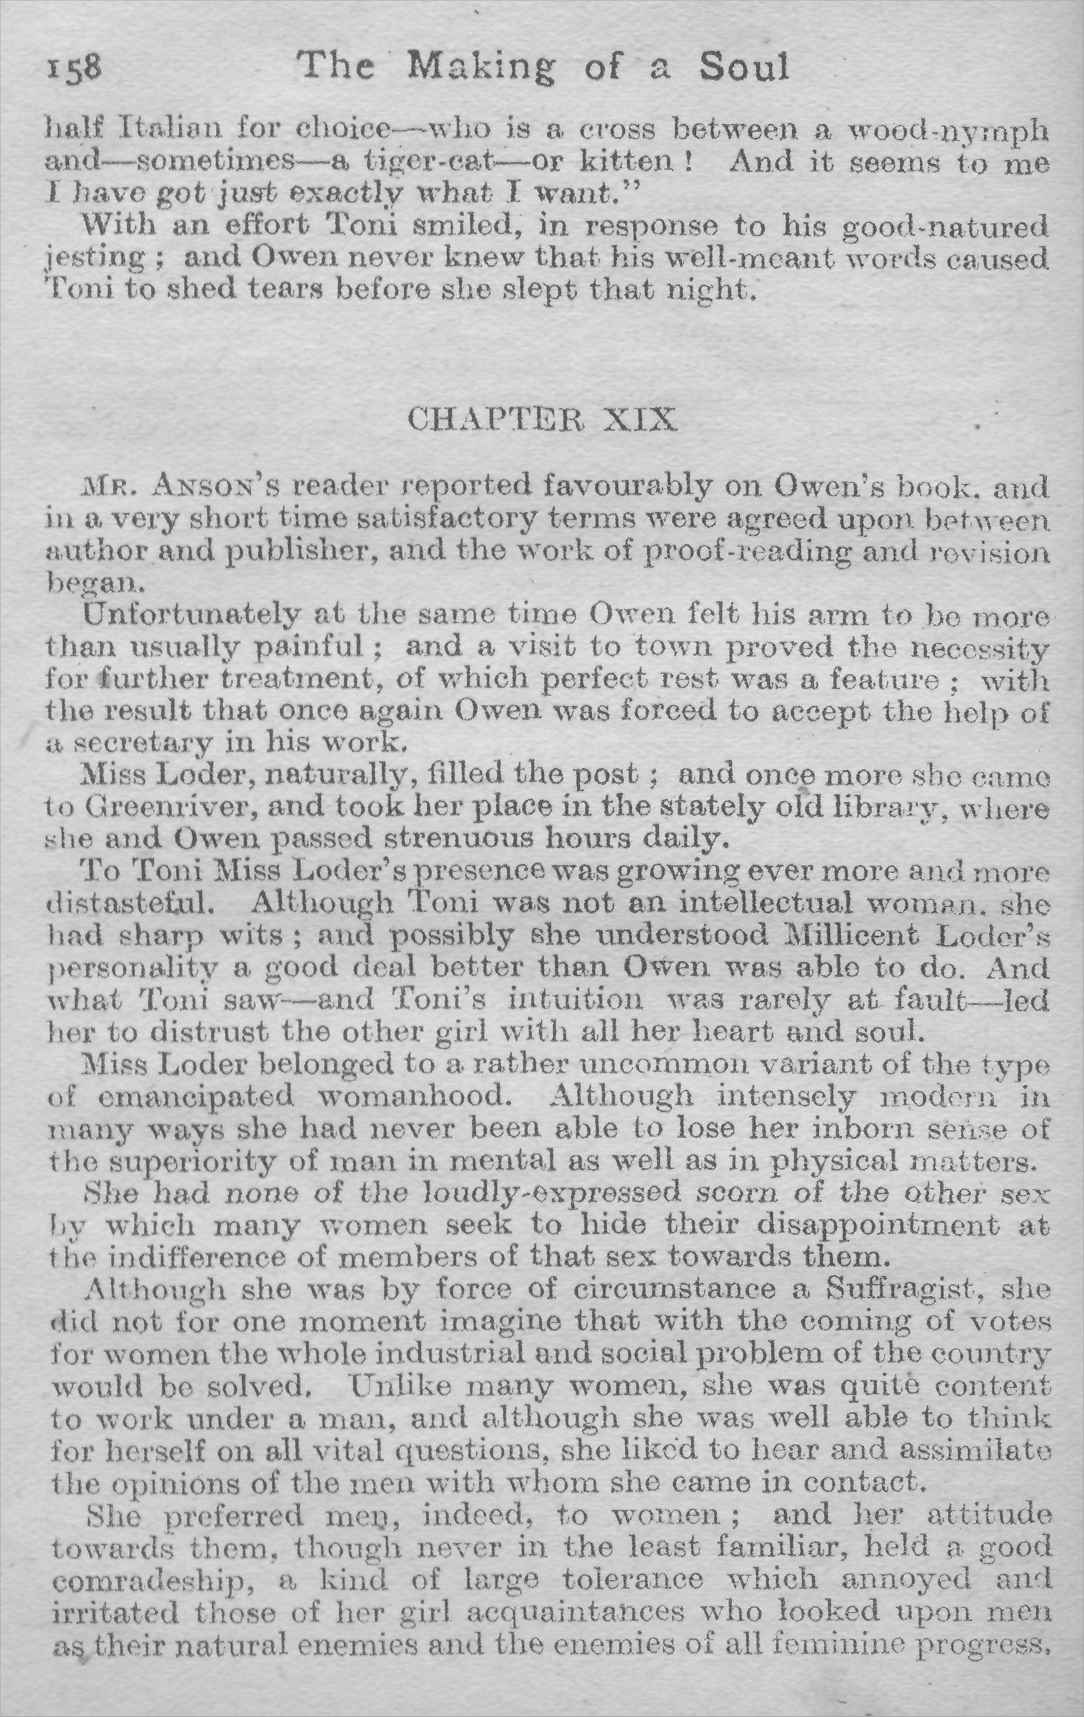 158 The Making of a Soul
half Italian for choice—who is a cross between a wood-nymph
and—sometimes—a tiger-cat—or kitten ! And it seems to me
I have got just exactly what I want.”
With an effort Toni smiled, in response to his good-natured
jesting ; and Owen never knew that his well-meant words caused
Toni to shed tears before she slept that night.
CHAPTER XIX
MR. ANSON’S reader reported favourably on Owen’s book, and
in a very short time satisfactory terms were agreed upon between
author and publisher, and the work of proof-reading and revision
began.
Unfortunately at the same time Owen felt his arm to be more
than usually painful ; and a visit to town proved the necessity
for further treatment, of which perfect rest was a feature ; with
the result that once again Owen was forced to accept the help of
a secretary in his work.
Miss Loder, naturally, filled the post ; and once more she came
to Greenriver, and took her place in the stately old library, where
she and Owen passed strenuous hours daily.
To Toni Miss Loder’s presence was growing ever more and more
distasteful. Although Toni was not an intellectual woman, she
had sharp wits ; and possibly she understood Millicent Loder’s
personality a good deal better than Owen was able to do. And
what Toni saw—and Toni’s intuition was rarely at fault—led
her to distrust the other girl with all her heart and soul.
Miss Loder belonged to a rather uncommon variant of the type
of emancipated womanhood. Although intensely modern in
many ways she had never been able to lose her inborn sense of
the superiority of man in mental as well as in physical matters.
She had none of the loudly-expressed scorn of the other sex
by which many women seek to hide their disappointment at
the indifference of members of that sex towards them.
Although she was by force of circumstance a Suffragist, she
did not for one moment imagine that with the coming of votes
for women the whole industrial and social problem of the country
would be solved. Unlike many women, she was quite content
to work under a man, and although she was well able to think
for herself on all vital questions, she liked to hear and assimilate
the opinions of the men with whom she came in contact.
She preferred men, indeed, to women ; and her attitude
towards them, though never in the least familiar, held a good
comradeship, a kind of large tolerance which annoyed and
irritated those of her girl acquaintances who looked upon men
as their natural enemies and the enemies of all feminine progress,